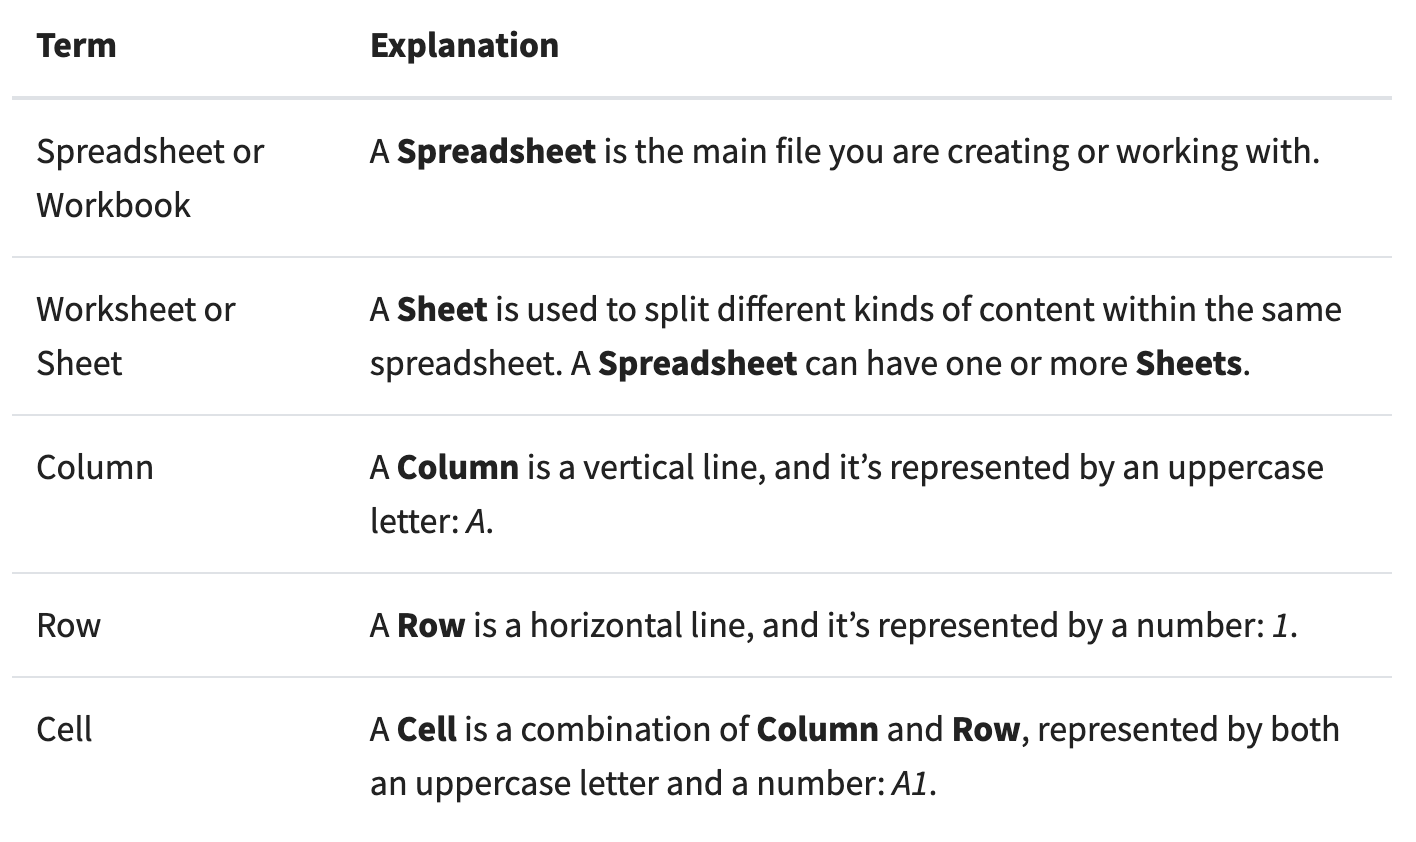 Term Explanation
Spreadsheet or A Spreadsheet is the main file you are creating or working with.
Workbook
Worksheet or A Sheet is used to split different kinds of content within the same
Sheet spreadsheet. A Spreadsheet can have one or more Sheets.
Column A Column is a vertical line, and it’s represented by an uppercase
letter: A.
Row A Row is a horizontal line, and it’s represented by a number: 1.
Cell A Cell is a combination of Column and Row, represented by both
an uppercase letter and a number: A1.